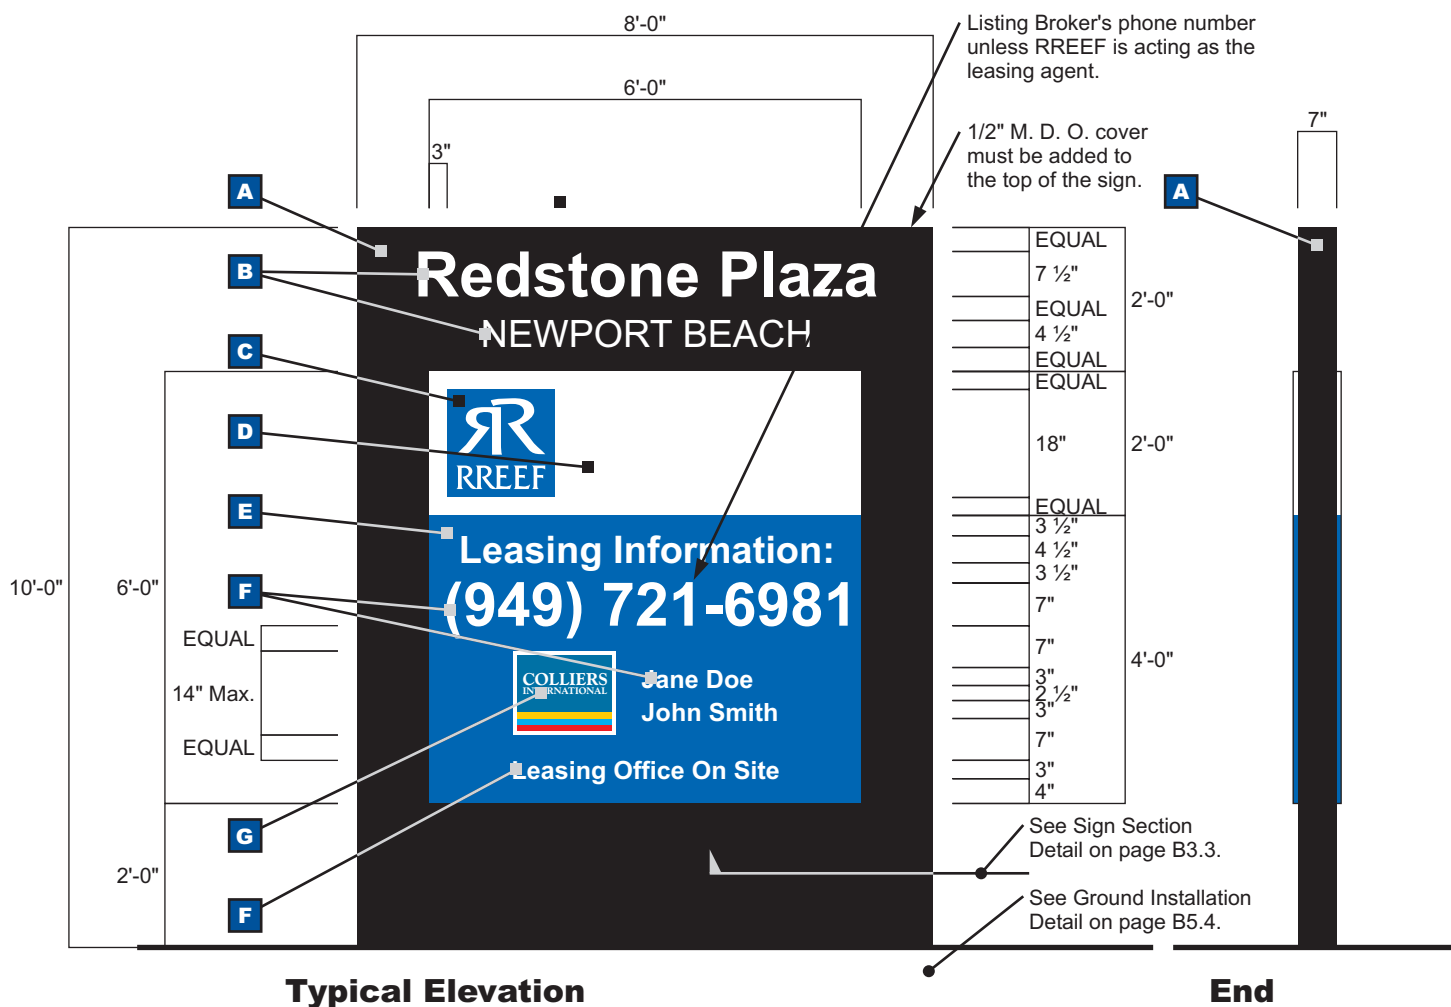 8'-0"
Listing Broker's phone number
unless RREEF is acting as the
leasing agent.
6'-0"
7"
3"
1/2" M. D. O. cover
must be added to
the top of the sign.
A
A
Redstone Plaza
NEWPORT BEACH
B
C
D
E
F
G
F
RR
RREEF
Leasing Information:
(949) 721-6981
COLLIERS
INTERNATIONAL
Jane Doe
John Smith
Leasing Office On Site
10'-0"
6'-0"
EQUAL
14" Max.
EQUAL
2'-0"
EQUAL
7 ½"
EQUAL
4 ½"
EQUAL
2'-0"
EQUAL
18"
EQUAL
2'-0"
3 ½"
4 ½"
3 ½"
7"
7"
3"
2 ½"
3"
7"
3"
4"
4'-0"
See Sign Section
Detail on page B3.3.
See Ground Installation
Detail on page B5.4.
Typical Elevation
End